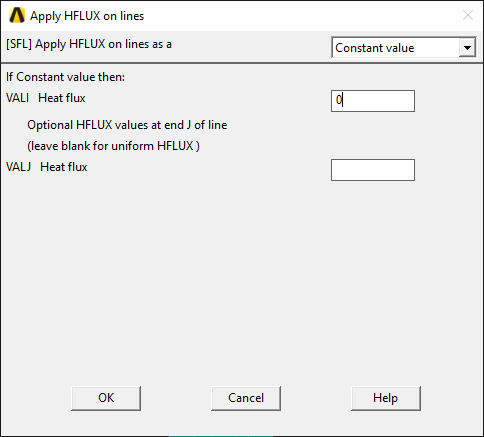 Apply HFLUX on lines
[SFL] Apply HFLUX on lines as a
Constant value
If Constant value then:
VALI Heat flux
0
Optional HFLUX values at end J of line
(leave blank for uniform HFLUX )
VALJ Heat flux
OK
Cancel
Help